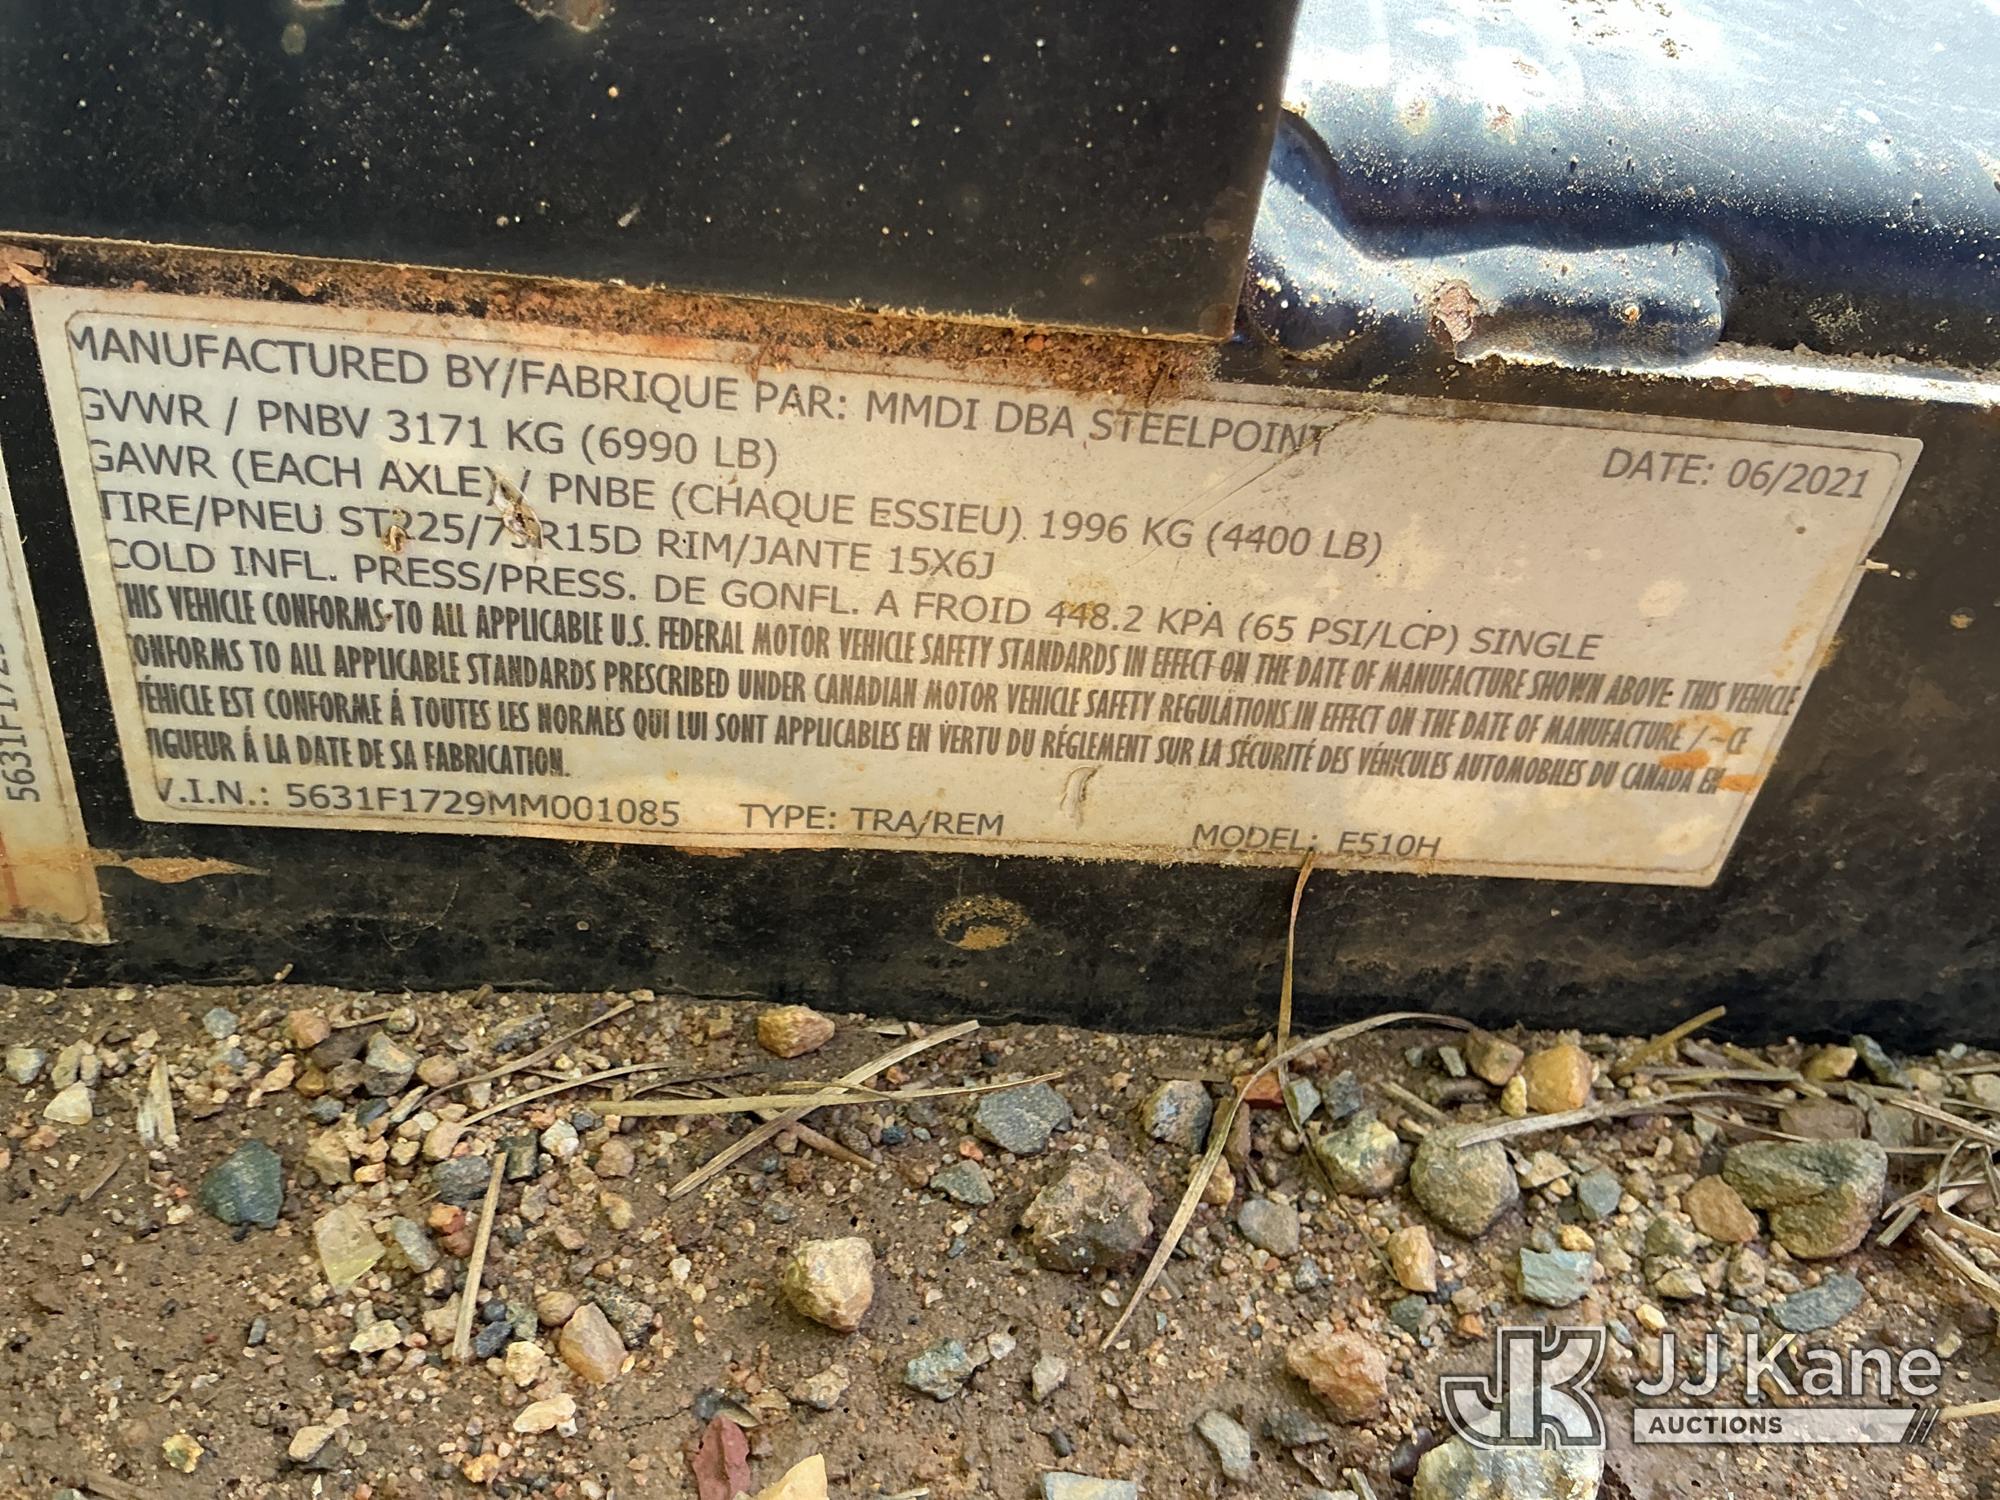 MANUFACTURED BY/FABRIQUE PAR: MMDI DBA STEELPOINT DATE: 06/2021
GVWR / PNBV 3171 KG (6990 LB)
GAWR (EACH AXLE) / PNBE (CHAQUE ESSIEU) 1996 KG (4400 LB)
TIRE/PNEU ST225/75R15D RIM/JANTE 15X6J
COLD INFL. PRESS/PRESS. DE GONFL. A FROID 448.2 KPA (65 PSI/LCP) SINGLE
THIS VEHICLE CONFORMS TO ALL APPLICABLE U.S. FEDERAL MOTOR VEHICLE SAFETY STANDARDS IN EFFECT ON THE DATE OF MANUFACTURE SHOWN ABOVE THIS VEHICLE
CONFORMS TO ALL APPLICABLE STANDARDS PRESCRIBED UNDER CANADIAN MOTOR VEHICLE SAFETY REGULATIONS IN EFFECT ON THE DATE OF MANUFACTURE / - CE
VÉHICLE EST CONFORME Á TOUTES LES NORMES QUI LUI SONT APPLICABLES EN VERTU DU RÉGLEMENT SUR LA SÉCURITÉ DES VÉHICULES AUTOMOBILES DU CANADA EN
VIGUEUR Á LA DATE DE SA FABRICATION.
V.I.N.: 5631F1729MM001085 TYPE: TRA/REM MODEL: E510H
JJ Kane
AUCTIONS